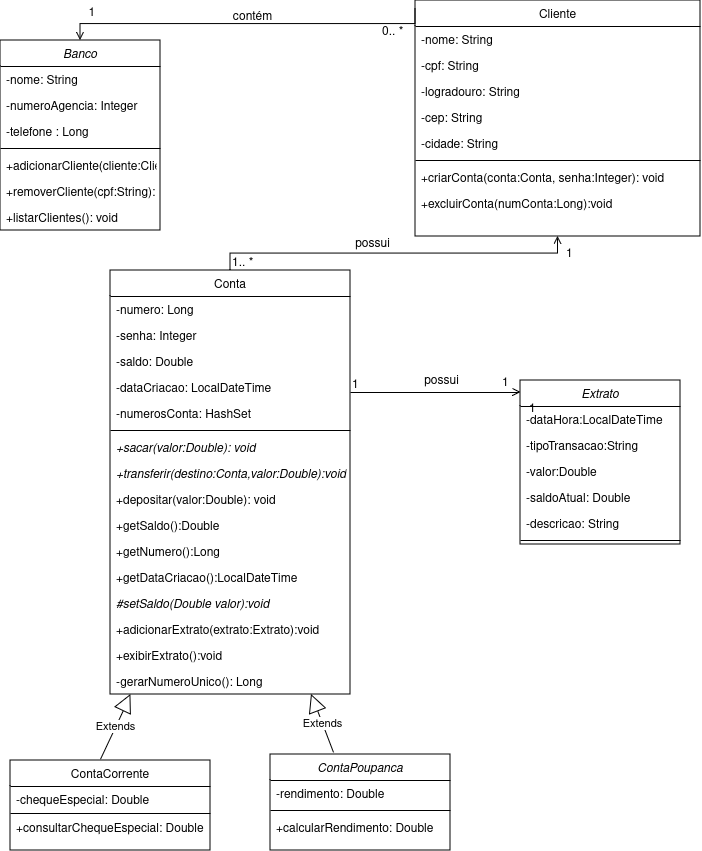 1
contém
0.. *
Cliente
-nome: String
-cpf: String
-logradouro: String
-cep: String
-cidade: String
+criarConta(conta:Conta, senha:Integer): void
+excluirConta(numConta:Long):void
Banco
-nome: String
-numeroAgencia: Integer
-telefone : Long
+adicionarCliente(cliente:Clie
+removerCliente(cpf:String):
+listarClientes(): void
possui
1.. *
1
Conta
-numero: Long
-senha: Integer
-saldo: Double
-dataCriacao: LocalDateTime
-numerosConta: HashSet
+sacar(valor:Double): void
+transferir(destino:Conta,valor:Double):void
+depositar(valor:Double): void
+getSaldo():Double
+getNumero():Long
+getDataCriacao():LocalDateTime
#setSaldo(Double valor):void
+adicionarExtrato(extrato:Extrato):void
+exibirExtrato():void
-gerarNumeroUnico(): Long
1
possui
1
Extrato
1
-dataHora:LocalDateTime
-tipoTransacao:String
-valor:Double
-saldoAtual: Double
-descricao: String
Extends
Extends
ContaCorrente
-chequeEspecial: Double
+consultarChequeEspecial: Double
ContaPoupanca
-rendimento: Double
+calcularRendimento: Double